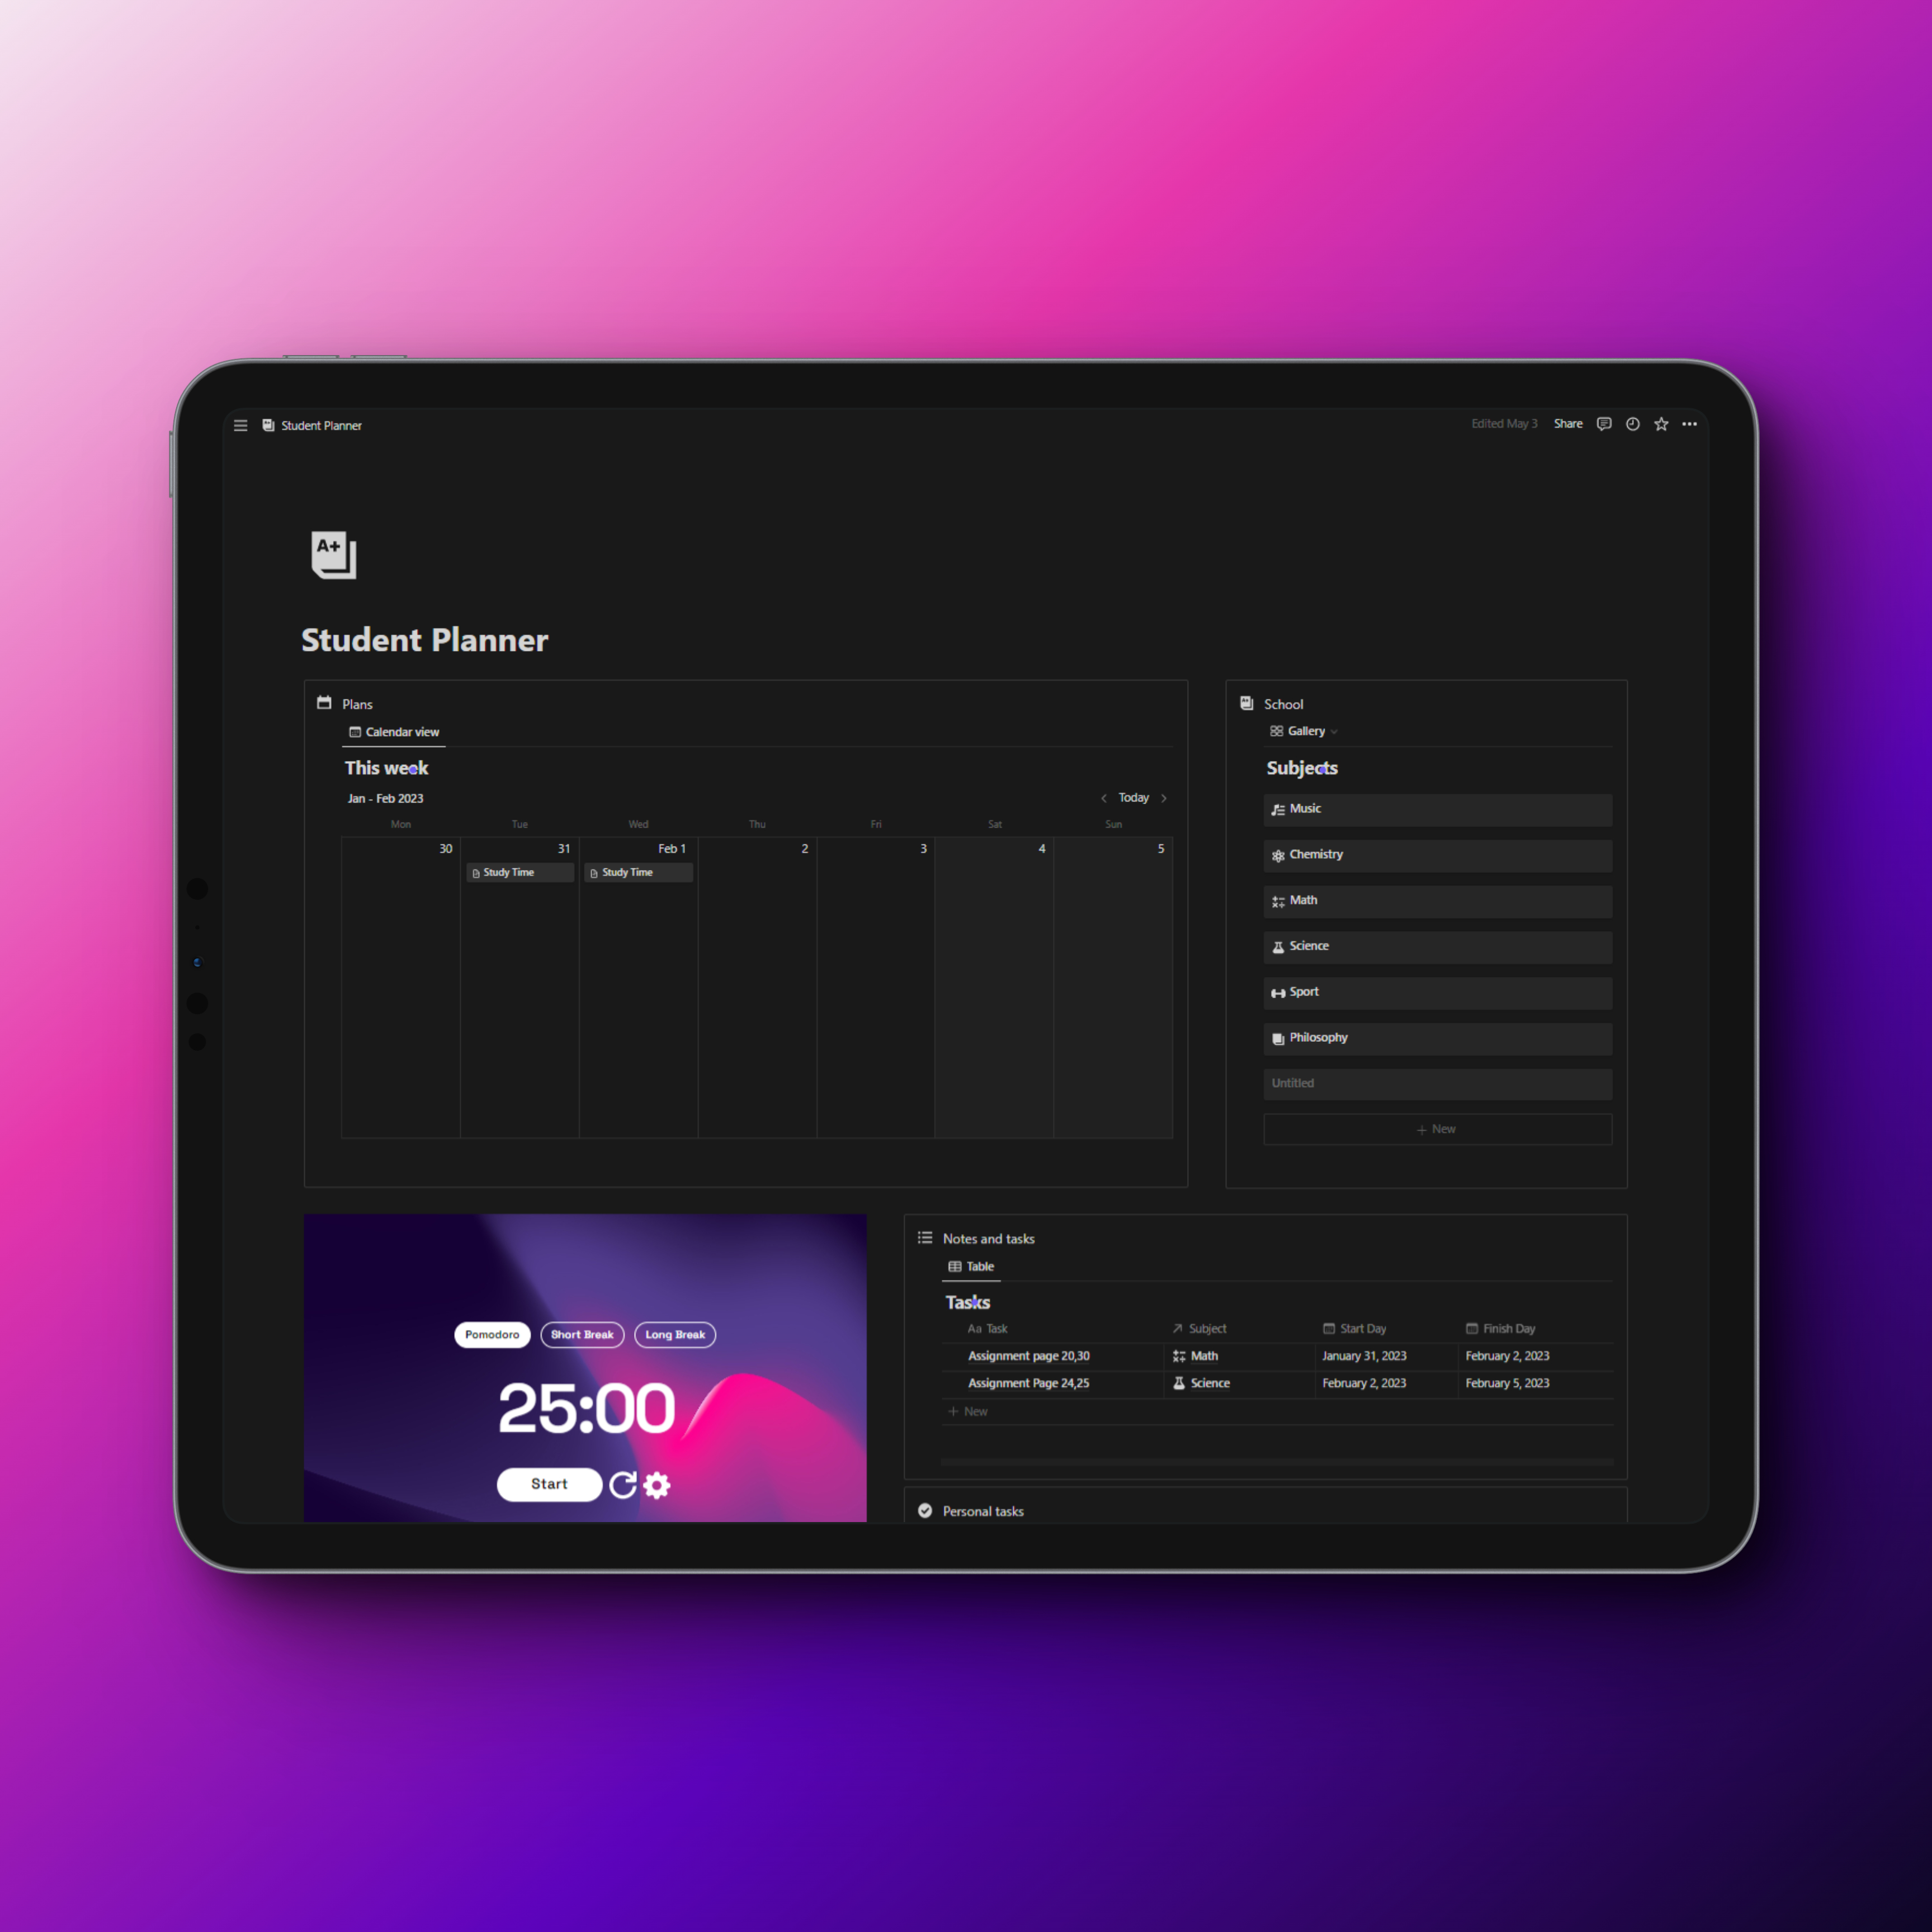 Student Planner
Edited May 3 Share
A+
Student Planner
Plans
Calendar view
This week
Jan - Feb 2023
Today
Mon Tue Wed Thu Fri Sat Sun
30 31 Feb 1 2 3 4 5
Study Time Study Time
School
Gallery
Subjects
Music
Chemistry
Math
Science
Sport
Philosophy
Untitled
+ New
Pomodoro Short Break Long Break
25:00
Start
Notes and tasks
Table
Tasks
Aa Task Subject Start Day Finish Day
Assignment page 20,30 Math January 31, 2023 February 2, 2023
Assignment Page 24,25 Science February 2, 2023 February 5, 2023
+ New
Personal tasks